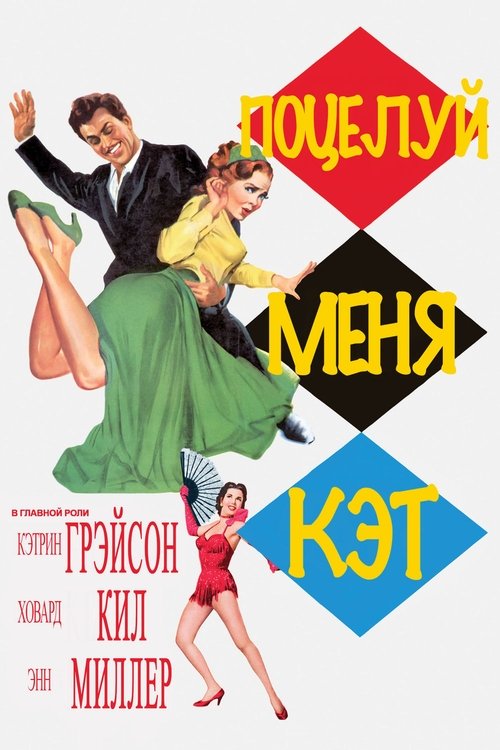 ПОЦЕЛУЙ
МЕНЯ
КЭТ
В ГЛАВНОЙ РОЛИ
КЭТРИН ГРЭЙСОН
ХОВАРД КИЛ
ЭНН МИЛЛЕР